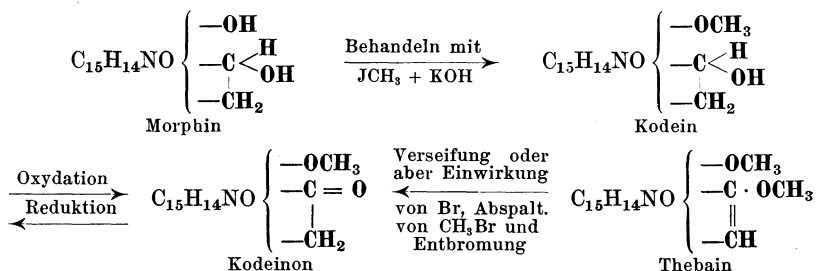 —OH
C₁₅H₁₄NO —C< H OH
—CH₂
Morphin
Behandeln mit
JCH₃ + KOH
—OCH₃
C₁₅H₁₄NO —C< H OH
—CH₂
Kodein
Oxydation
Reduktion
—OCH₃
C₁₅H₁₄NO —C = O
—CH₂
Kodeinon
Verseifung oder
aber Einwirkung
von Br, Abspalt.
von CH₃Br und
Entbromung
—OCH₃
C₁₅H₁₄NO —C · OCH₃
—CH
Thebain